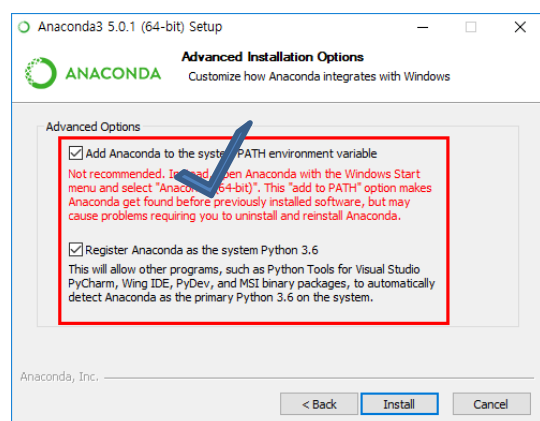 Anaconda3 5.0.1 (64-bit) Setup
Advanced Installation Options
ANACONDA
Customize how Anaconda integrates with Windows
Advanced Options
Add Anaconda to the system PATH environment variable
Not recommended. Instead, open Anaconda with the Windows Start
menu and select "Anaconda (64-bit)". This "add to PATH" option makes
Anaconda get found before previously installed software, but may
cause problems requiring you to uninstall and reinstall Anaconda.
Register Anaconda as the system Python 3.6
This will allow other programs, such as Python Tools for Visual Studio
PyCharm, Wing IDE, PyDev, and MSI binary packages, to automatically
detect Anaconda as the primary Python 3.6 on the system.
Anaconda, Inc.
< Back Install Cancel